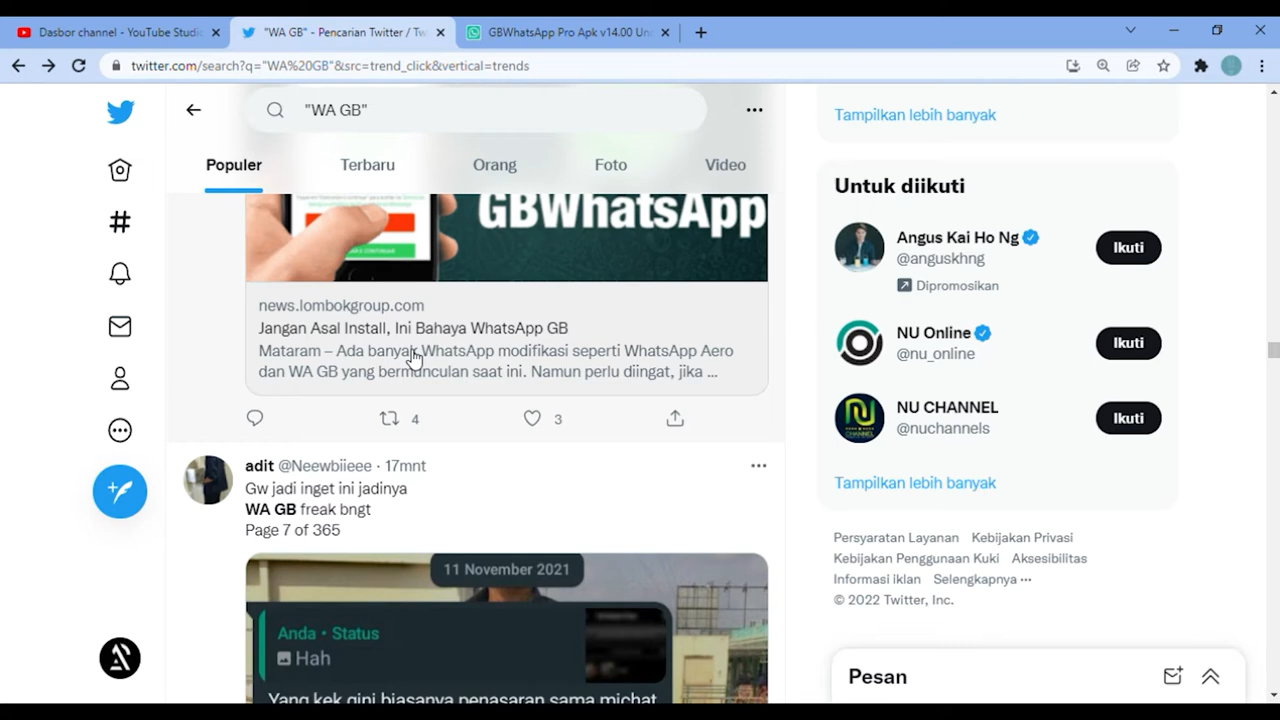 Dasbor channel - YouTube Studio
"WA GB" - Pencarian Twitter / Tw
GBWhatsApp Pro Apk v14.00 Un
twitter.com/search?q="WA%20GB"&src=trend_click&vertical=trends
"WA GB"
Populer
Terbaru
Orang
Foto
Video
GBWhatsApp
news.lombokgroup.com
Jangan Asal Install, Ini Bahaya WhatsApp GB
Mataram – Ada banyak WhatsApp modifikasi seperti WhatsApp Aero
dan WA GB yang bermunculan saat ini. Namun perlu diingat, jika ...
4
3
adit @Neewbiieee · 17mnt
Gw jadi inget ini jadinya
WA GB freak bngt
Page 7 of 365
11 November 2021
Anda • Status
Hah
Yang kek gini biasanya penasaran sama michat
Tampilkan lebih banyak
Untuk diikuti
Angus Kai Ho Ng
@anguskhng
Dipromosikan
Ikuti
NU Online
@nu_online
Ikuti
NU CHANNEL
@nuchannels
Ikuti
Tampilkan lebih banyak
Persyaratan Layanan Kebijakan Privasi
Kebijakan Penggunaan Kuki Aksesibilitas
Informasi iklan Selengkapnya ···
© 2022 Twitter, Inc.
Pesan